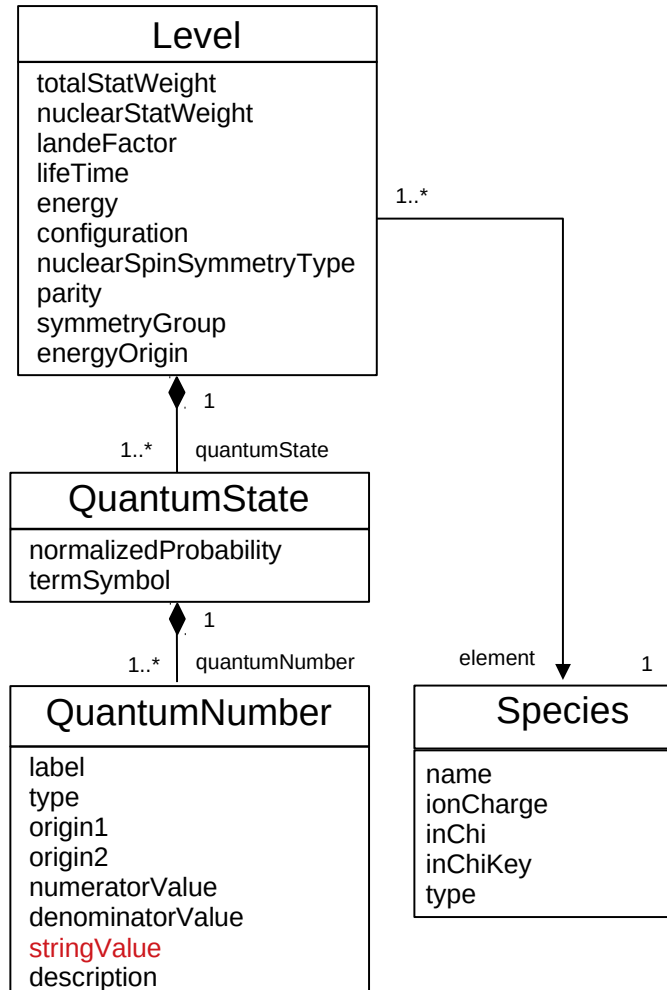 Level
totalStatWeight
nuclearStatWeight
landeFactor
lifeTime
energy
configuration
nuclearSpinSymmetryType
parity
symmetryGroup
energyOrigin
1..*
1
1..* quantumState
QuantumState
normalizedProbability
termSymbol
1
1..* quantumNumber
element 1
QuantumNumber
label
type
origin1
origin2
numeratorValue
denominatorValue
stringValue
description
Species
name
ionCharge
inChi
inChiKey
type